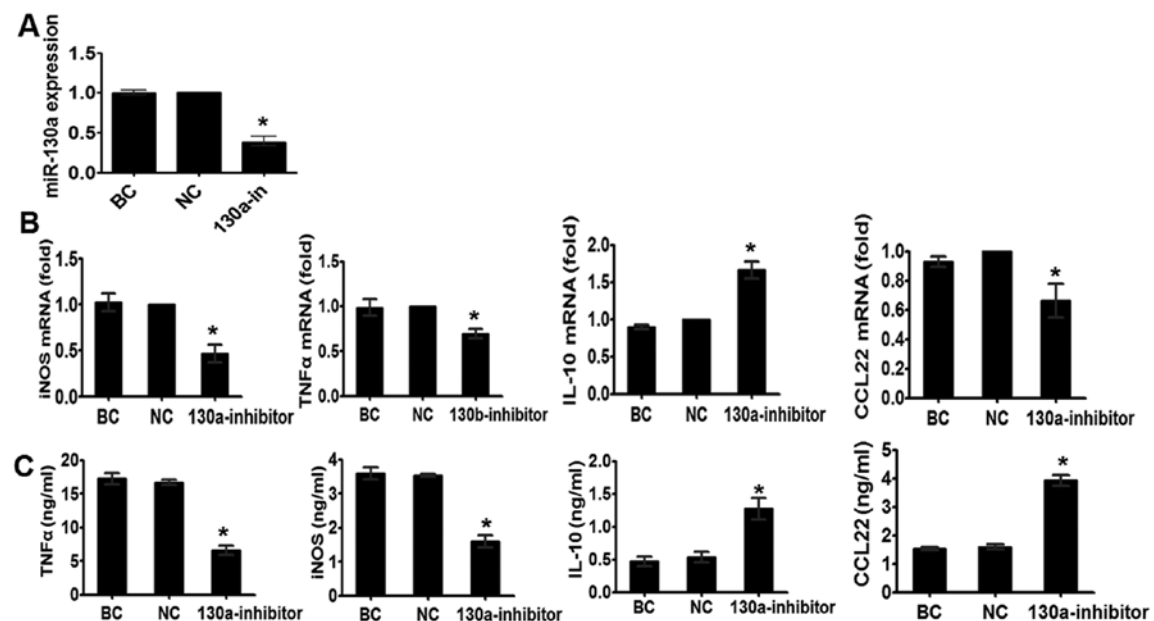 A
miR-130a expression
1.5
1.0
0.5
0.0
BC
NC
130a-in
*
B
iNOS mRNA (fold)
1.5
1.0
0.5
0.0
BC NC 130a-inhibitor
*
TNFα mRNA (fold)
1.5
1.0
0.5
0.0
BC NC 130b-inhibitor
*
IL-10 mRNA (fold)
2.0
1.5
1.0
0.5
0.0
BC NC 130a-inhibitor
*
CCL22 mRNA (fold)
1.0
0.8
0.6
0.4
0.2
0.0
BC NC 130a-inhibitor
*
C
TNFα (ng/ml)
20
15
10
5
0
BC NC 130a-inhibitor
*
iNOS (ng/ml)
4
3
2
1
0
BC NC 130a-inhibitor
*
IL-10 (ng/ml)
2.0
1.5
1.0
0.5
0.0
BC NC 130a-inhibitor
*
CCL22 (ng/ml)
5
4
3
2
1
0
BC NC 130a-inhibitor
*